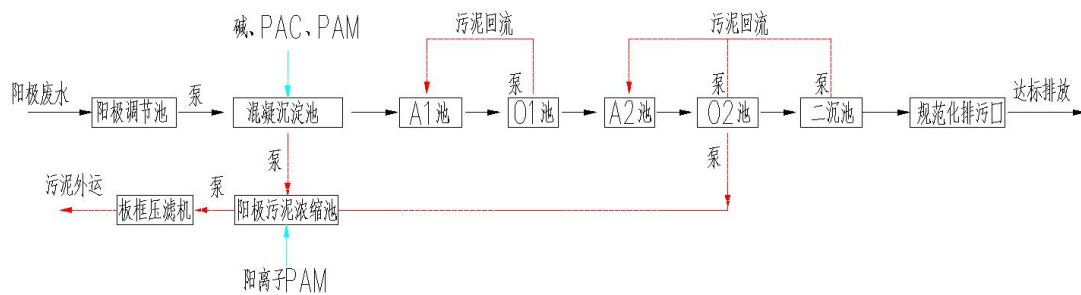 碱、PAC、PAM
污泥回流
污泥回流
阳极废水
泵
泵
泵
泵
达标排放
阳极调节池
混凝沉淀池
A1池
O1池
A2池
O2池
二沉池
规范化排污口
泵
泵
污泥外运
泵
板框压滤机
阳极污泥浓缩池
阳离子PAM